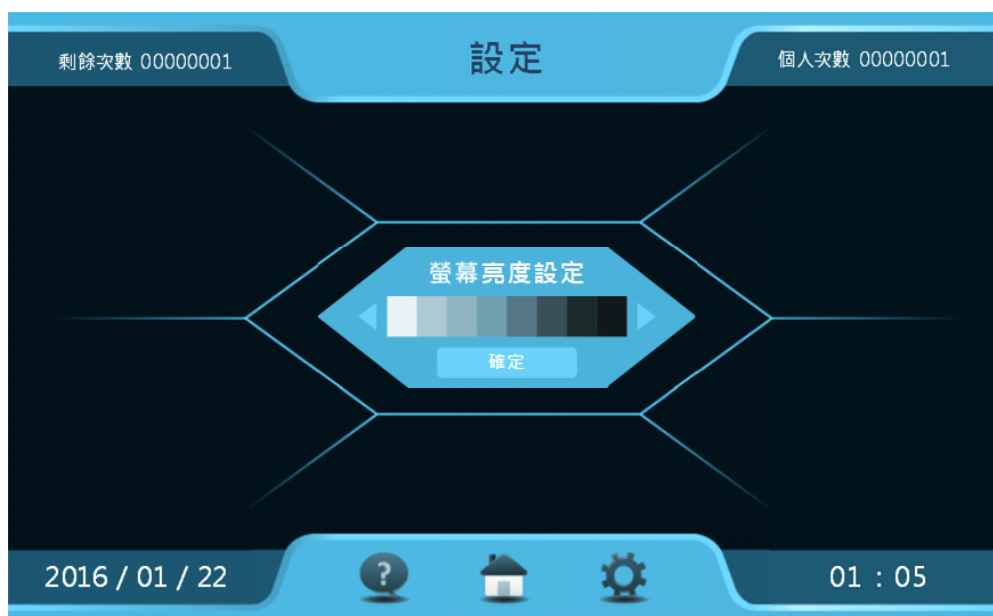 剩餘次數 00000001
設定
個人次數 00000001
螢幕亮度設定
確定
2016 / 01 / 22
?
01 : 05